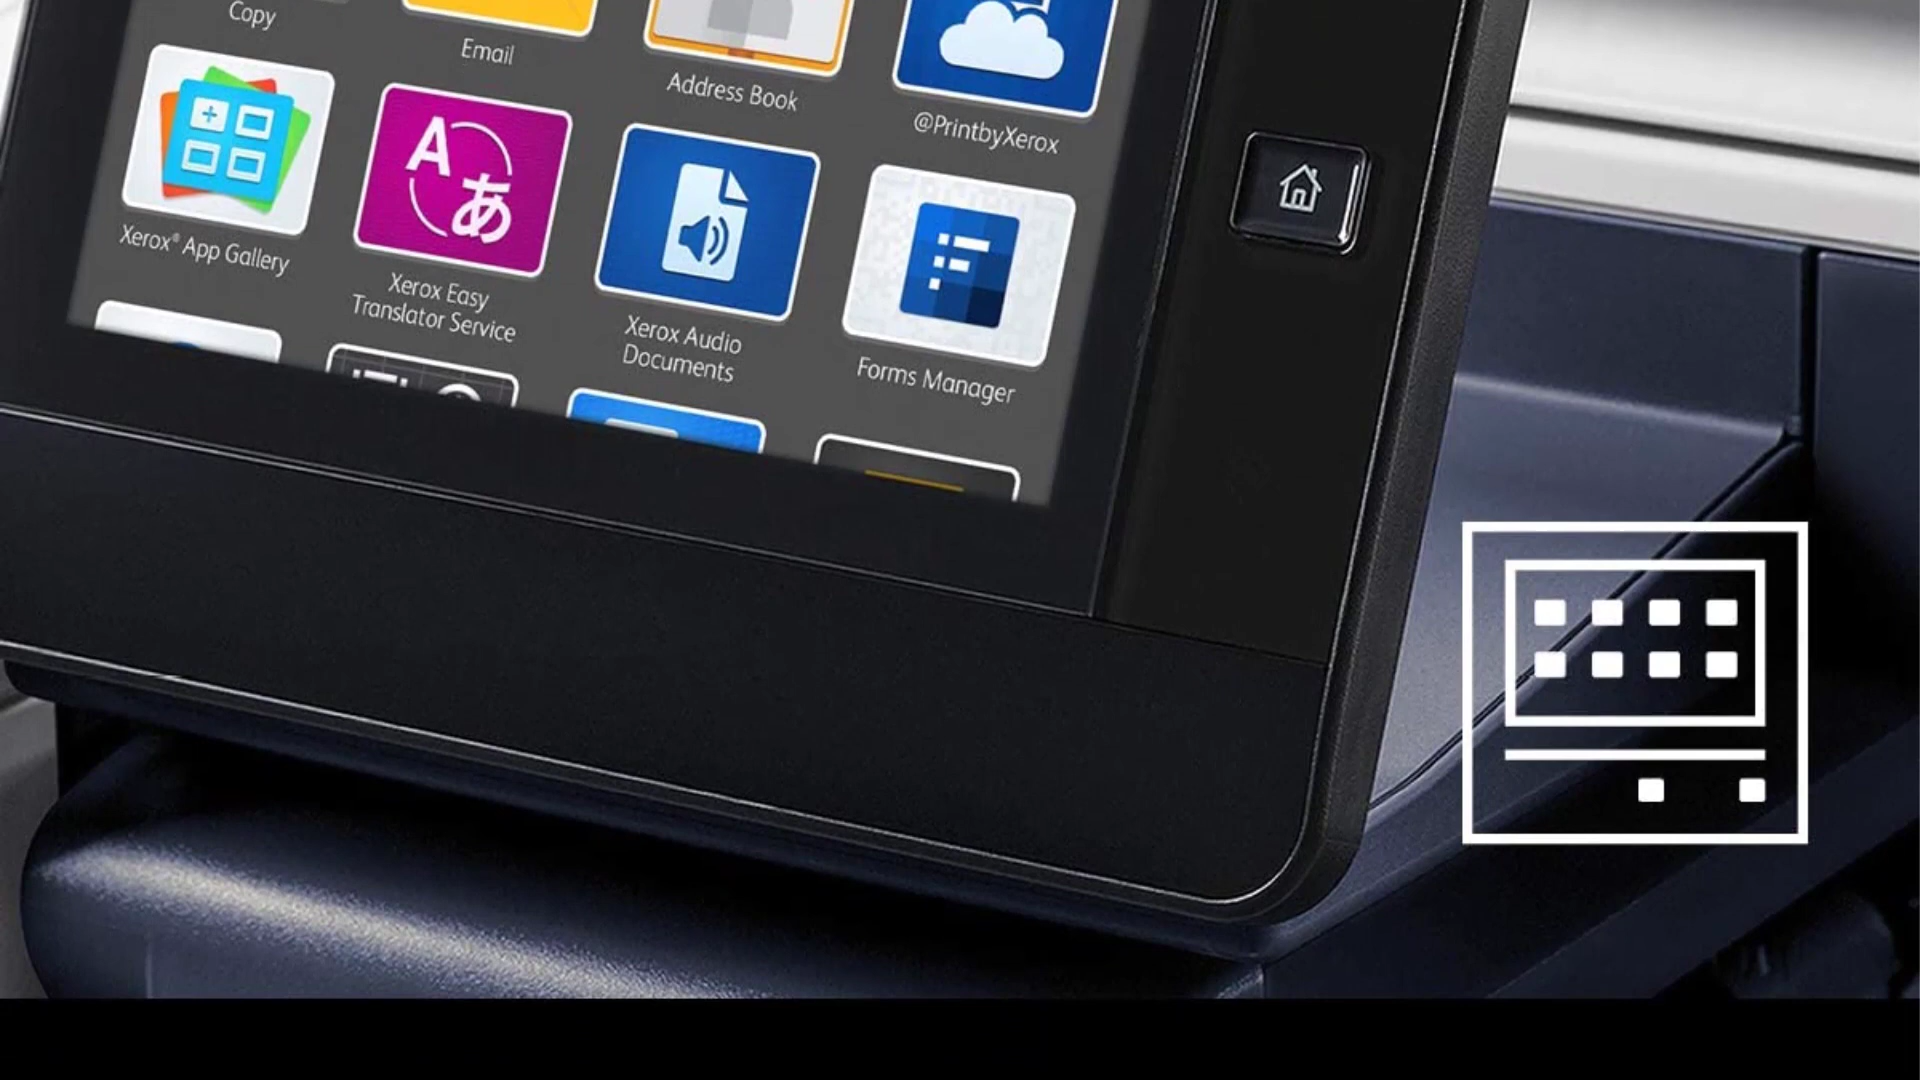 Copy
Email
Address Book
@PrintbyXerox
Xerox® App Gallery
Xerox Easy
Translator Service
Xerox Audio
Documents
Forms Manager
A
あ